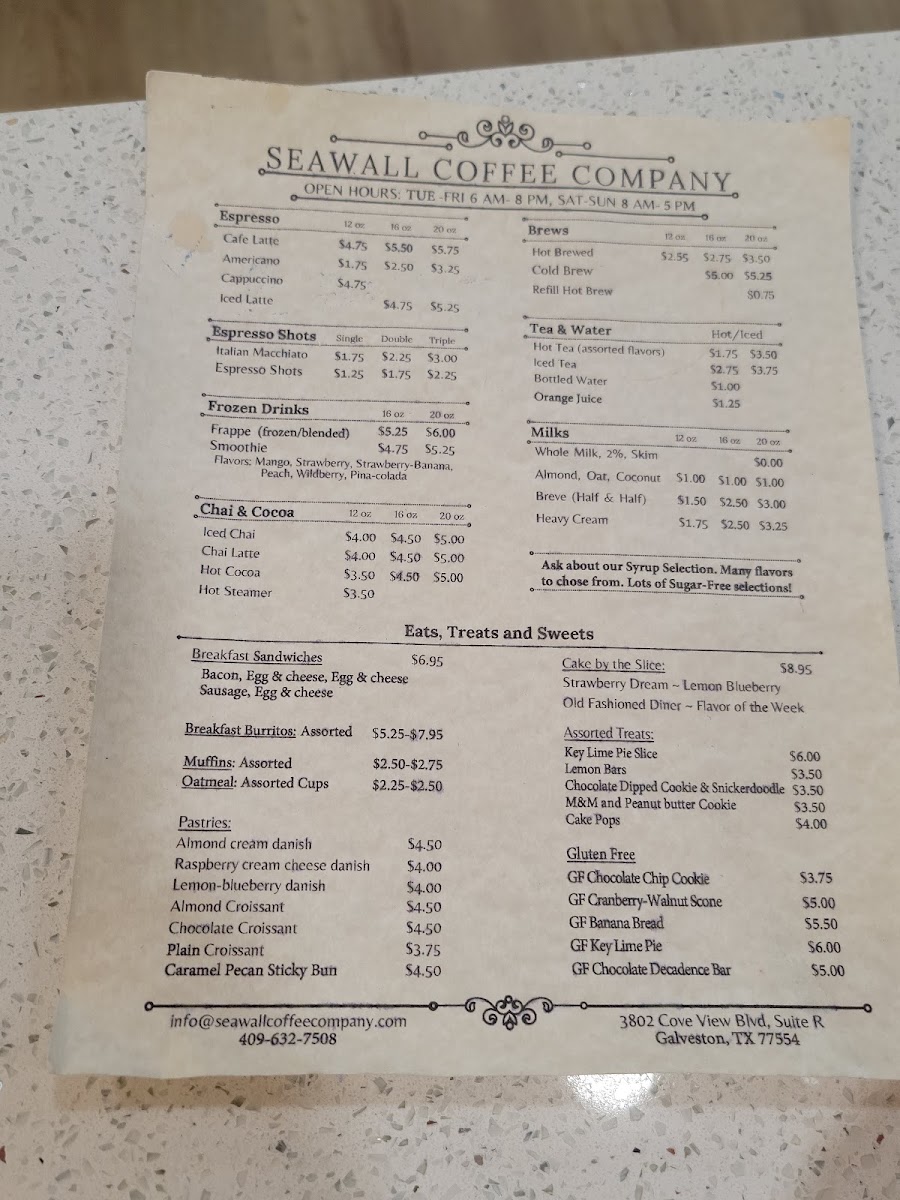 SEAWALL COFFEE COMPANY
OPEN HOURS: TUE -FRI 6 AM- 8 PM, SAT-SUN 8 AM- 5 PM
Espresso 12 oz 16 oz 20 oz
Cafe Latte $4.75 $5.50 $5.75
Americano $1.75 $2.50 $3.25
Cappuccino $4.75
Iced Latte $4.75 $5.25
Espresso Shots Single Double Triple
Italian Macchiato $1.75 $2.25 $3.00
Espresso Shots $1.25 $1.75 $2.25
Frozen Drinks 16 oz 20 oz
Frappe (frozen/blended) $5.25 $6.00
Smoothie $4.75 $5.25
Flavors: Mango, Strawberry, Strawberry-Banana,
Peach, Wildberry, Pina-colada
Chai & Cocoa 12 oz 16 oz 20 oz
Iced Chai $4.00 $4.50 $5.00
Chai Latte $4.00 $4.50 $5.00
Hot Cocoa $3.50 $4.50 $5.00
Hot Steamer $3.50
Brews 12 oz 16 oz 20 oz
Hot Brewed $2.55 $2.75 $3.50
Cold Brew $5.00 $5.25
Refill Hot Brew $0.75
Tea & Water Hot/Iced
Hot Tea (assorted flavors) $1.75 $3.50
Iced Tea $2.75 $3.75
Bottled Water $1.00
Orange Juice $1.25
Milks 12 oz 16 oz 20 oz
Whole Milk, 2%, Skim $0.00
Almond, Oat, Coconut $1.00 $1.00 $1.00
Breve (Half & Half) $1.50 $2.50 $3.00
Heavy Cream $1.75 $2.50 $3.25
Ask about our Syrup Selection. Many flavors
to chose from. Lots of Sugar-Free selections!
Eats, Treats and Sweets
Breakfast Sandwiches $6.95
Bacon, Egg & cheese, Egg & cheese
Sausage, Egg & cheese
Breakfast Burritos: Assorted $5.25-$7.95
Muffins: Assorted $2.50-$2.75
Oatmeal: Assorted Cups $2.25-$2.50
Pastries:
Almond cream danish $4.50
Raspberry cream cheese danish $4.00
Lemon-blueberry danish $4.00
Almond Croissant $4.50
Chocolate Croissant $4.50
Plain Croissant $3.75
Caramel Pecan Sticky Bun $4.50
Cake by the Slice: $8.95
Strawberry Dream ~ Lemon Blueberry
Old Fashioned Diner ~ Flavor of the Week
Assorted Treats:
Key Lime Pie Slice $6.00
Lemon Bars $3.50
Chocolate Dipped Cookie & Snickerdoodle $3.50
M&M and Peanut butter Cookie $3.50
Cake Pops $4.00
Gluten Free
GF Chocolate Chip Cookie $3.75
GF Cranberry-Walnut Scone $5.00
GF Banana Bread $5.50
GF Key Lime Pie $6.00
GF Chocolate Decadence Bar $5.00
info@seawallcoffeecompany.com
409-632-7508
3802 Cove View Blvd, Suite R
Galveston, TX 77554